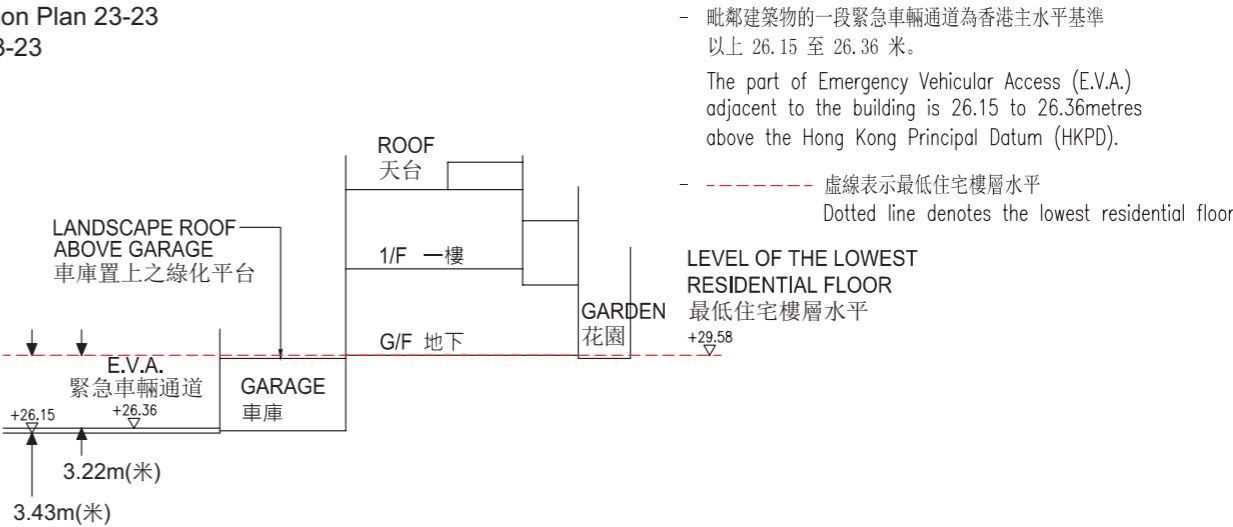 ion Plan 23-23
3-23
- 毗鄰建築物的一段緊急車輛通道為香港主水平基準
以上 26.15 至 26.36 米。
The part of Emergency Vehicular Access (E.V.A.)
adjacent to the building is 26.15 to 26.36metres
above the Hong Kong Principal Datum (HKPD).
- ------- 虛線表示最低住宅樓層水平
Dotted line denotes the lowest residential floor
ROOF
天台
LANDSCAPE ROOF
ABOVE GARAGE
車庫置上之綠化平台
1/F 一樓
LEVEL OF THE LOWEST
RESIDENTIAL FLOOR
最低住宅樓層水平
+29.58
GARDEN
花園
G/F 地下
E.V.A.
緊急車輛通道
+26.15
+26.36
GARAGE
車庫
3.22m(米)
3.43m(米)